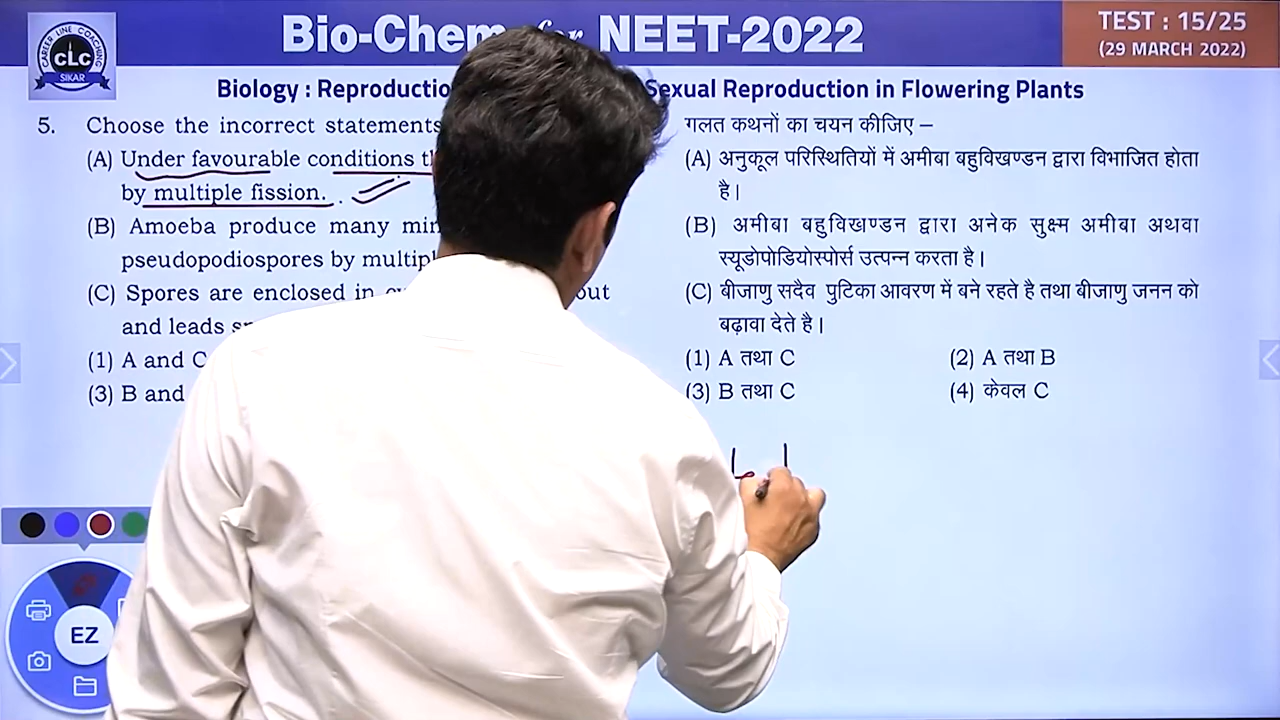 CAREER LINE COACHING
CLC
SIKAR
Bio-Chem for NEET-2022
TEST : 15/25
(29 MARCH 2022)
Biology : Reproductio Sexual Reproduction in Flowering Plants
5. Choose the incorrect statements
(A) Under favourable conditions
by multiple fission.
(B) Amoeba produce many
pseudopodiospores by
(C) Spores are enclosed in
and leads
(1) A and C
(3) B and
गलत कथनों का चयन कीजिए –
(A) अनुकूल परिस्थितियों में अमीबा बहुविखण्डन द्वारा विभाजित होता
है।
(B) अमीबा बहुविखण्डन द्वारा अनेक सुक्ष्म अमीबा अथवा
स्यूडोपोडियोस्पोर्स उत्पन्न करता है।
(C) बीजाणु सदैव पुटिका आवरण में बने रहते है तथा बीजाणु जनन को
बढ़ावा देते है।
(1) A तथा C (2) A तथा B
(3) B तथा C (4) केवल C
EZ